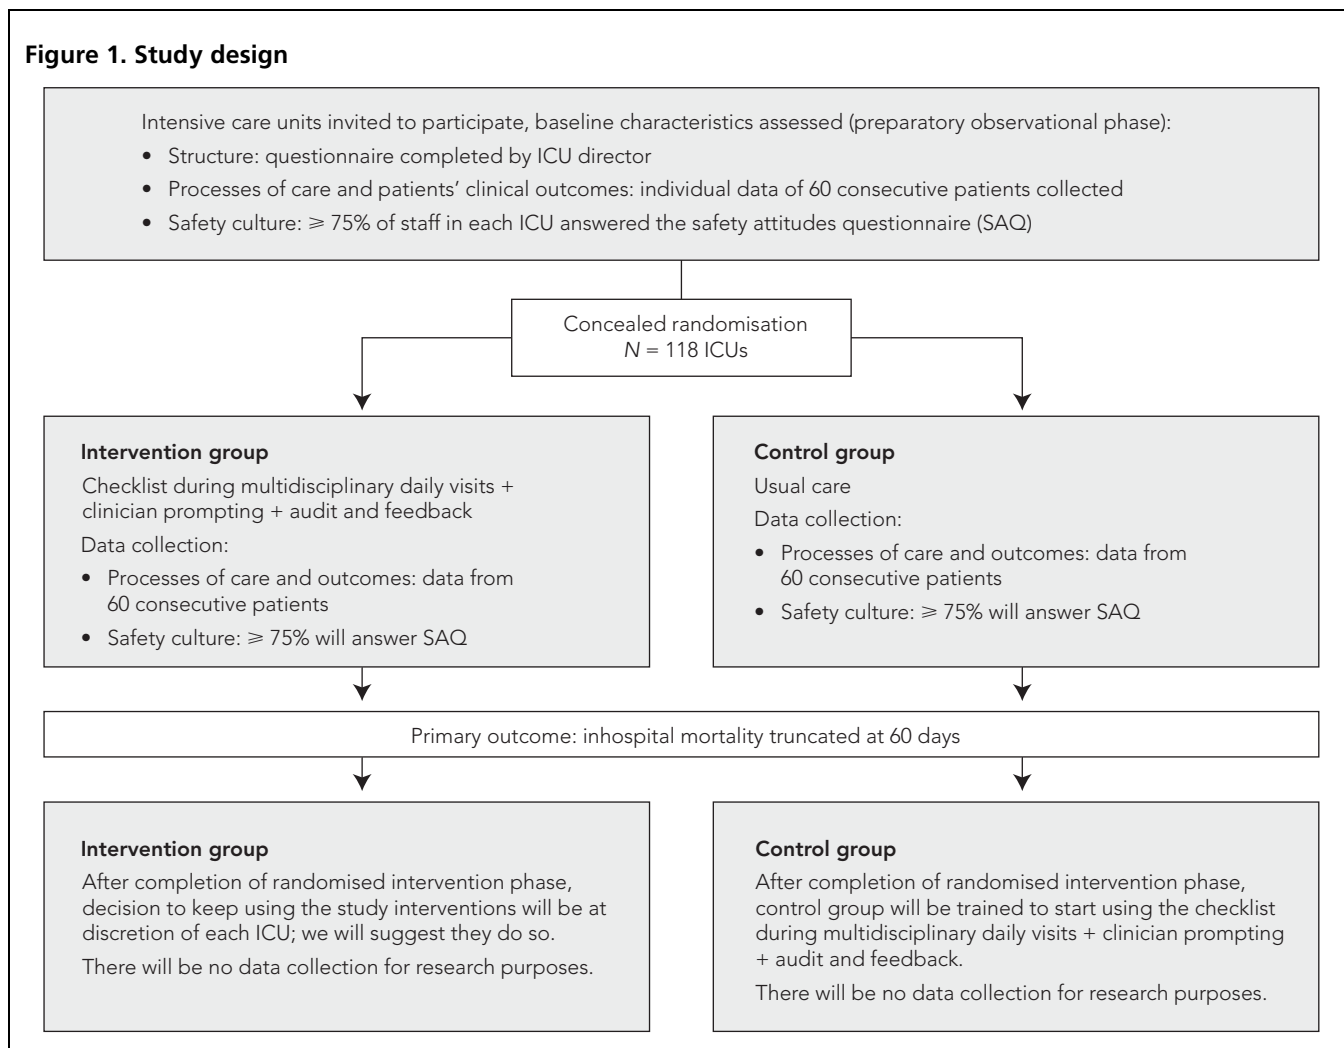 Figure 1. Study design
Intensive care units invited to participate, baseline characteristics assessed (preparatory observational phase):
• Structure: questionnaire completed by ICU director
• Processes of care and patients’ clinical outcomes: individual data of 60 consecutive patients collected
• Safety culture: ⩾ 75% of staff in each ICU answered the safety attitudes questionnaire (SAQ)
Concealed randomisation
N = 118 ICUs
Intervention group
Checklist during multidisciplinary daily visits +
clinician prompting + audit and feedback
Data collection:
• Processes of care and outcomes: data from
60 consecutive patients
• Safety culture: ⩾ 75% will answer SAQ
Control group
Usual care
Data collection:
• Processes of care and outcomes: data from
60 consecutive patients
• Safety culture: ⩾ 75% will answer SAQ
Primary outcome: inhospital mortality truncated at 60 days
Intervention group
After completion of randomised intervention phase,
decision to keep using the study interventions will be at
discretion of each ICU; we will suggest they do so.
There will be no data collection for research purposes.
Control group
After completion of randomised intervention phase,
control group will be trained to start using the checklist
during multidisciplinary daily visits + clinician prompting
+ audit and feedback.
There will be no data collection for research purposes.